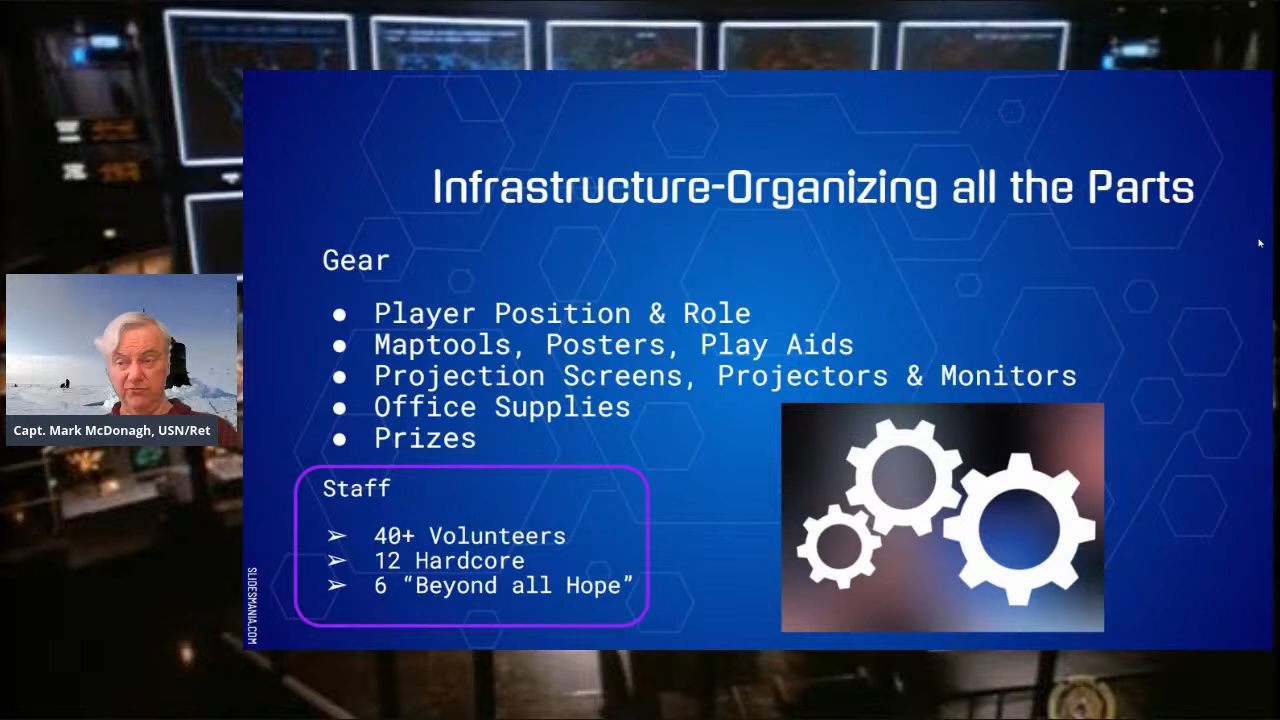 Infrastructure-Organizing all the Parts
Gear
● Player Position & Role
● Maptools, Posters, Play Aids
● Projection Screens, Projectors & Monitors
● Office Supplies
● Prizes
Staff
➢ 40+ Volunteers
➢ 12 Hardcore
➢ 6 “Beyond all Hope”
SLIDESMANIA.COM
Capt. Mark McDonagh, USN/Ret